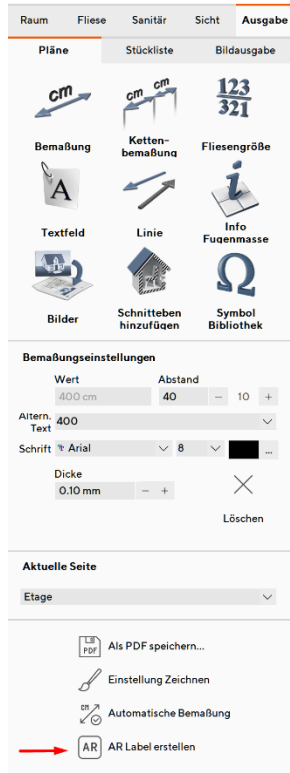 Raum Fliese Sanitär Sicht Ausgabe
Pläne Stückliste Bildausgabe
cm cm cm 123
321
Bemaßung Ketten-
bemaßung Fliesengröße
A i
Textfeld Linie Info
Fugenmasse
Ω
Bilder Schnitteben
hinzufügen Symbol
Bibliothek
Bemaßungseinstellungen
Wert Abstand
400 cm 40 − 10 +
Altern.
Text 400
Schrift Arial 8 ...
Dicke
0.10 mm − +
Löschen
Aktuelle Seite
Etage
PDF Als PDF speichern...
Einstellung Zeichnen
cm Automatische Bemaßung
AR AR Label erstellen